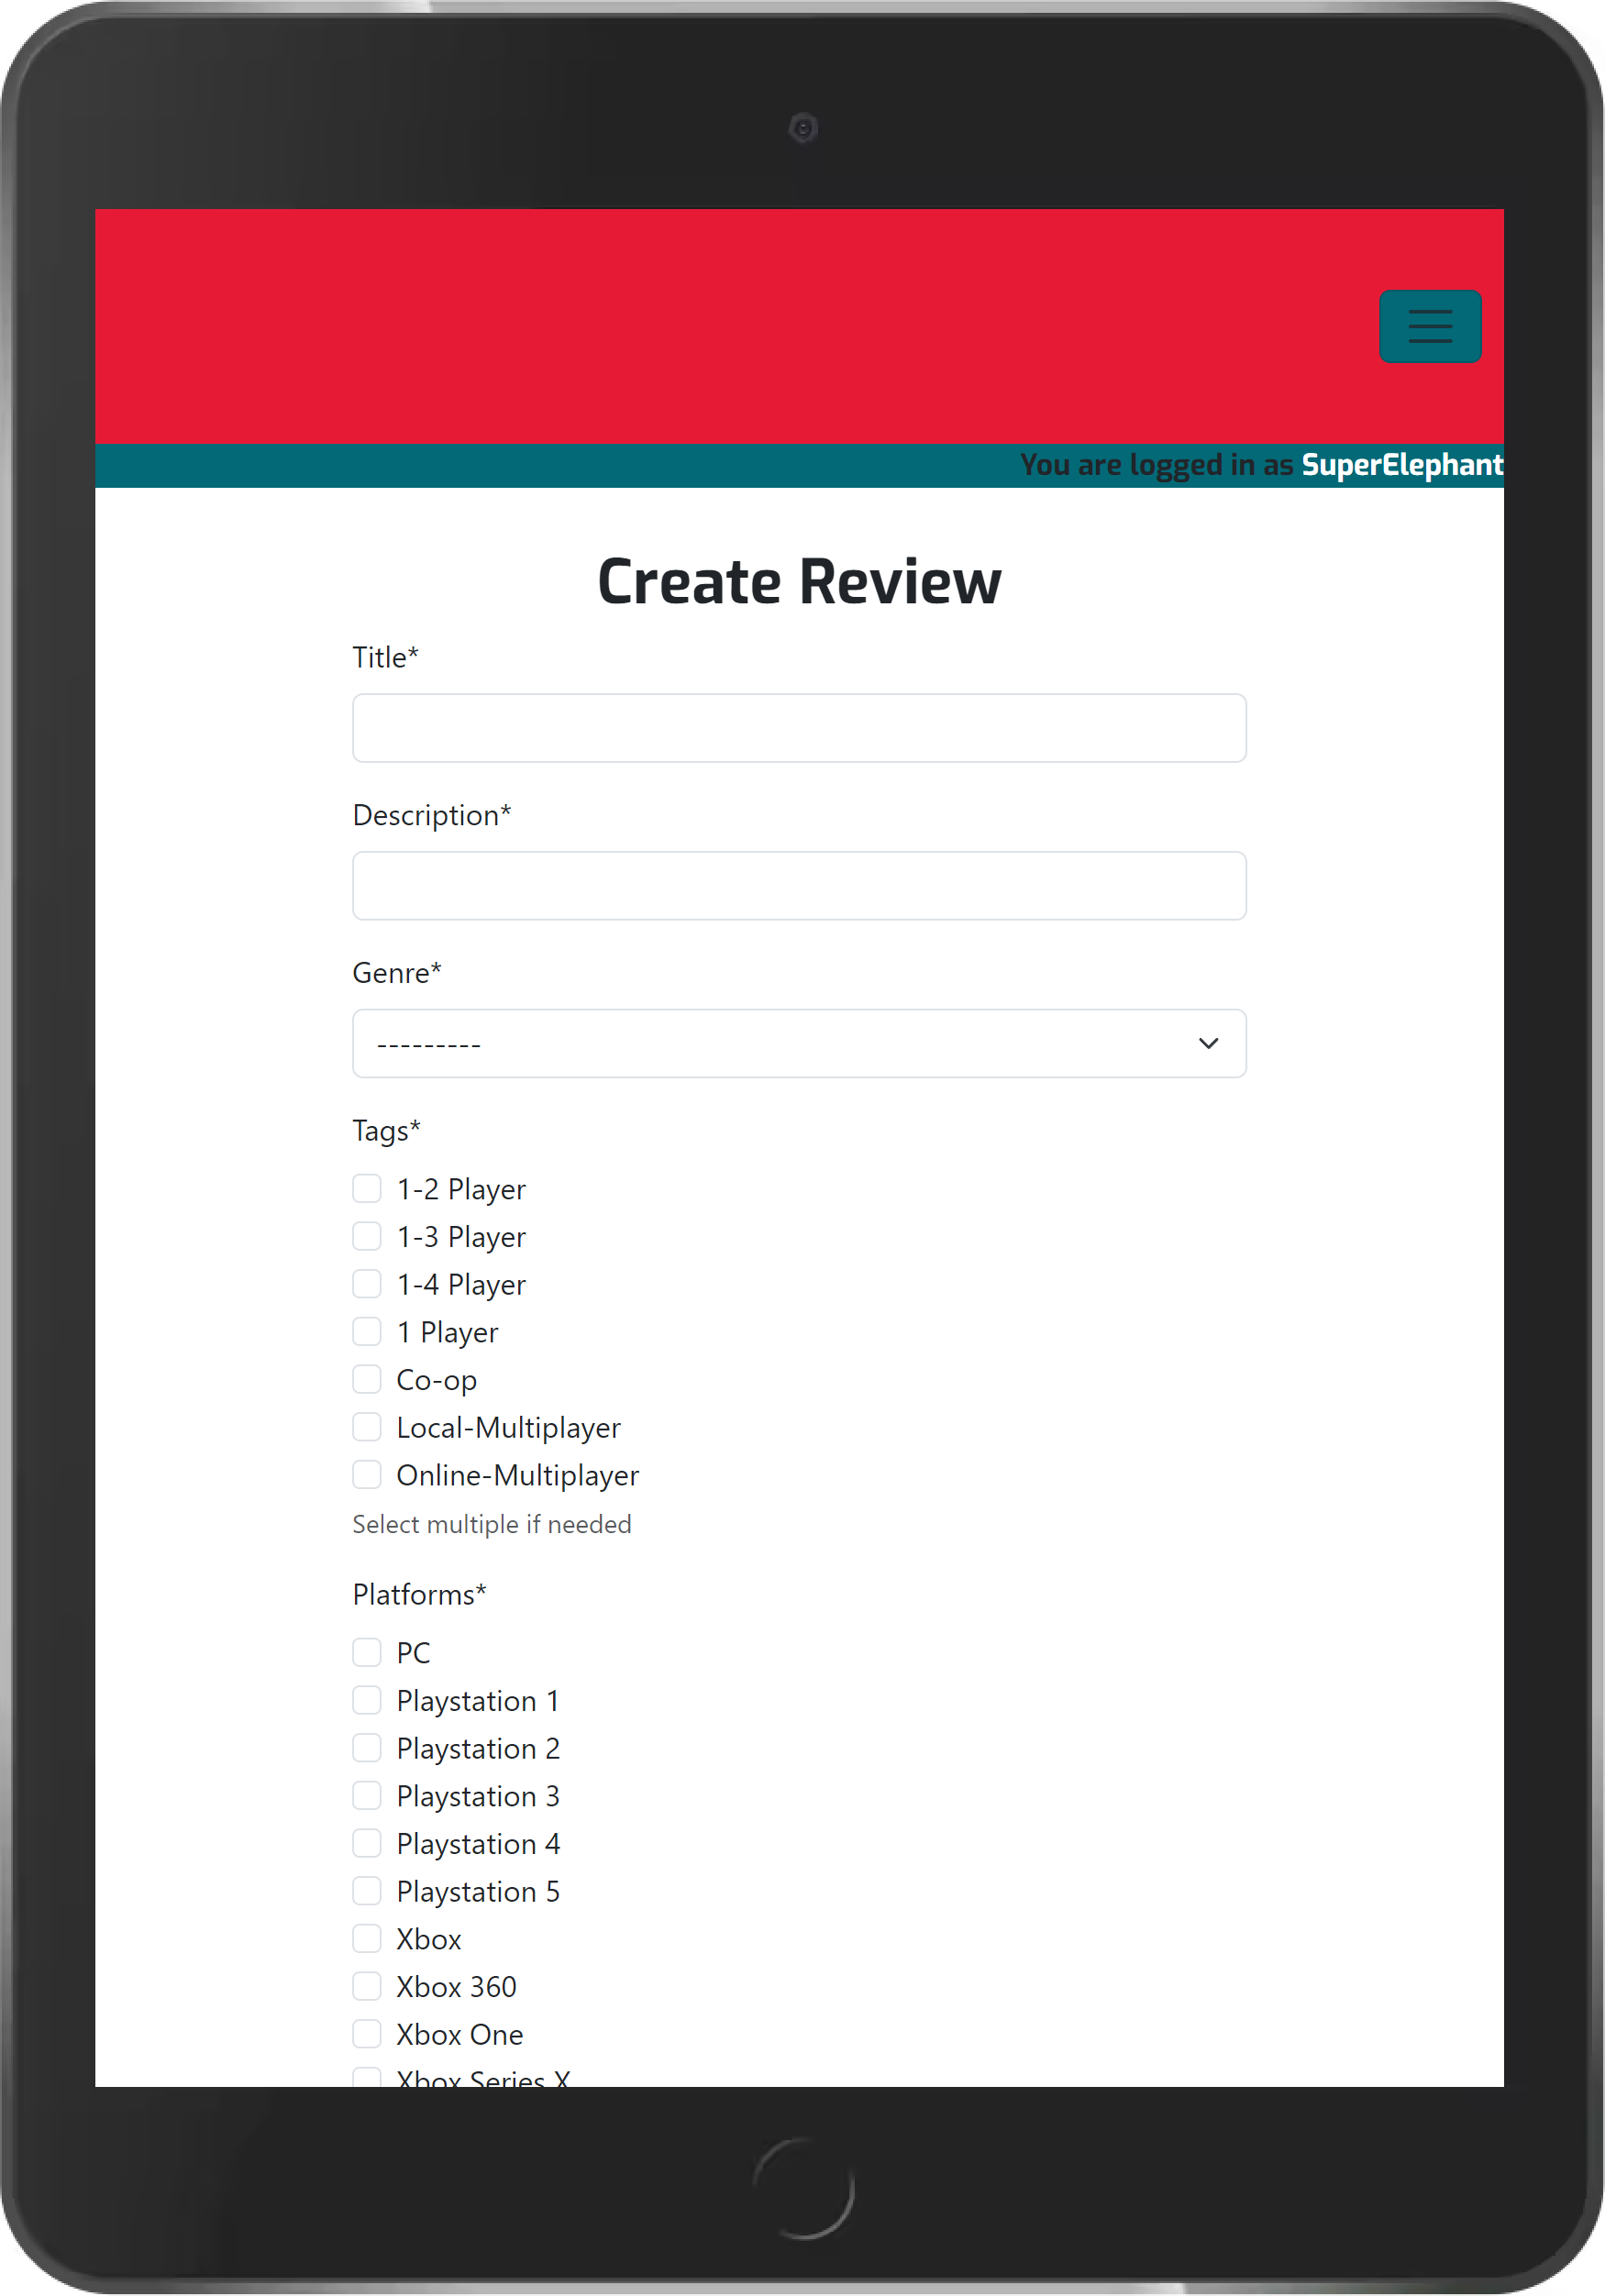 You are logged in as SuperElephant
Create Review
Title*
Description*
Genre*
---------
Tags*
1-2 Player
1-3 Player
1-4 Player
1 Player
Co-op
Local-Multiplayer
Online-Multiplayer
Select multiple if needed
Platforms*
PC
Playstation 1
Playstation 2
Playstation 3
Playstation 4
Playstation 5
Xbox
Xbox 360
Xbox One
Xbox Series X